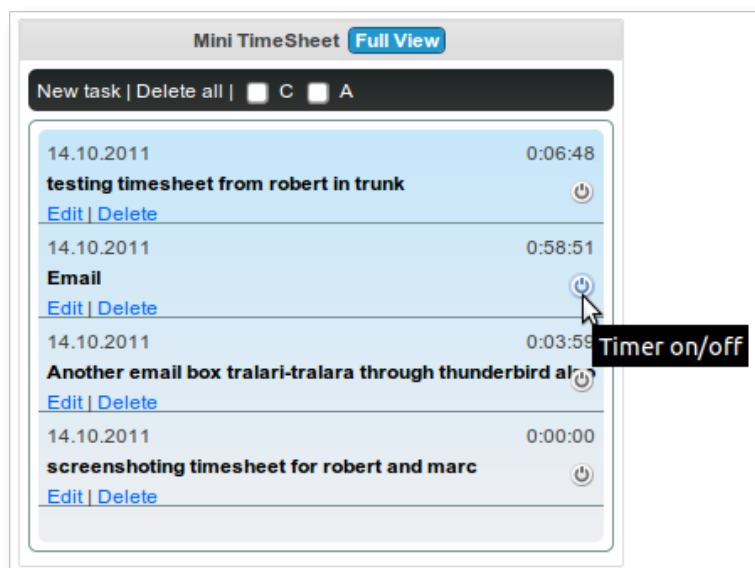 Mini TimeSheet Full View
New task | Delete all | C A
14.10.2011 0:06:48
testing timesheet from robert in trunk
Edit | Delete
14.10.2011 0:58:51
Email
Edit | Delete
14.10.2011 0:03:59
Timer on/off
Another email box tralari-tralara through thunderbird also
Edit | Delete
14.10.2011 0:00:00
screenshoting timesheet for robert and marc
Edit | Delete